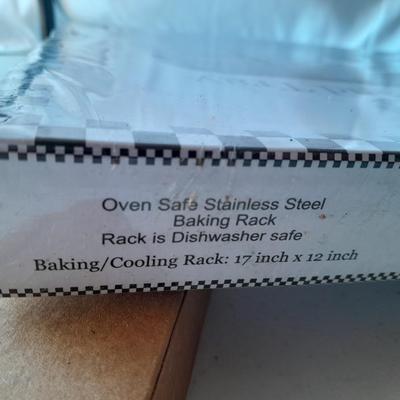 Oven Safe Stainless Steel
Baking Rack
Rack is Dishwasher safe
Baking/Cooling Rack: 17 inch x 12 inch